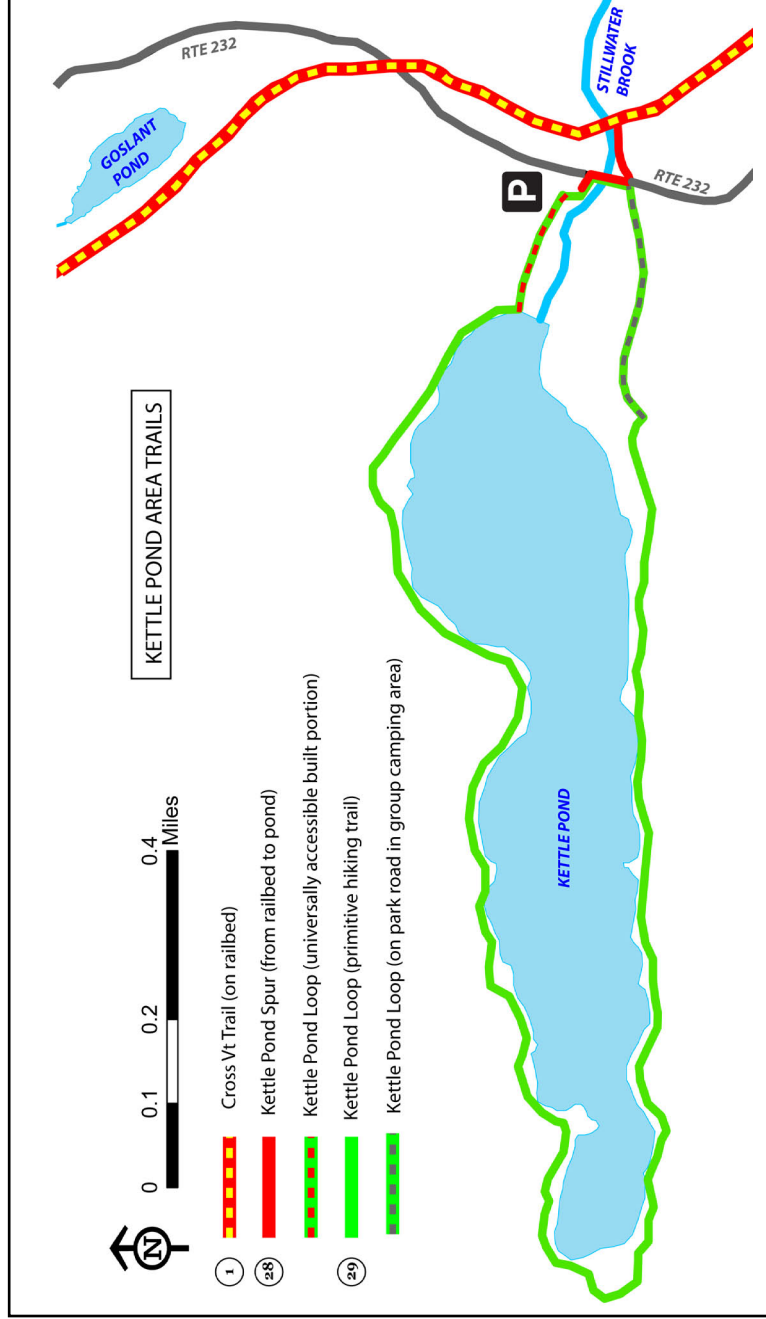 KETTLE POND AREA TRAILS
0 0.1 0.2 0.4
Miles
N
1 Cross Vt Trail (on railbed)
28 Kettle Pond Spur (from railbed to pond)
Kettle Pond Loop (universally accessible built portion)
29 Kettle Pond Loop (primitive hiking trail)
Kettle Pond Loop (on park road in group camping area)
RTE 232
GOSLANT
POND
P
STILLWATER
BROOK
RTE 232
KETTLE POND